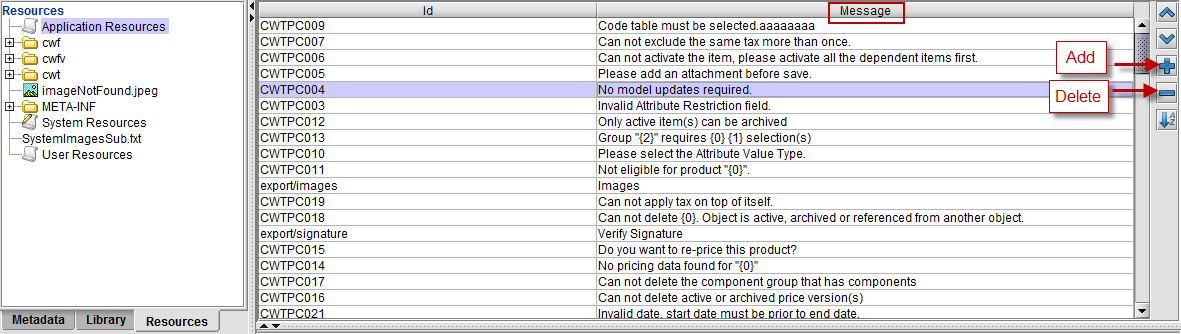 Resources
Application Resources
cwf
cwfv
cwt
imageNotFound.jpeg
META-INF
System Resources
SystemImagesSub.txt
User Resources
Metadata Library Resources
Id Message
CWTPC009 Code table must be selected.aaaaaaaa
CWTPC007 Can not exclude the same tax more than once.
CWTPC006 Can not activate the item, please activate all the dependent items first.
CWTPC005 Please add an attachment before save.
CWTPC004 No model updates required.
CWTPC003 Invalid Attribute Restriction field.
CWTPC012 Only active item(s) can be archived
CWTPC013 Group "{2}" requires {0} {1} selection(s)
CWTPC010 Please select the Attribute Value Type.
CWTPC011 Not eligible for product "{0}".
export/images Images
CWTPC019 Can not apply tax on top of itself.
CWTPC018 Can not delete {0}. Object is active, archived or referenced from another object.
export/signature Verify Signature
CWTPC015 Do you want to re-price this product?
CWTPC014 No pricing data found for "{0}"
CWTPC017 Can not delete the component group that has components
CWTPC016 Can not delete active or archived price version(s)
CWTPC021 Invalid date, start date must be prior to end date.
Add
Delete
A
Z